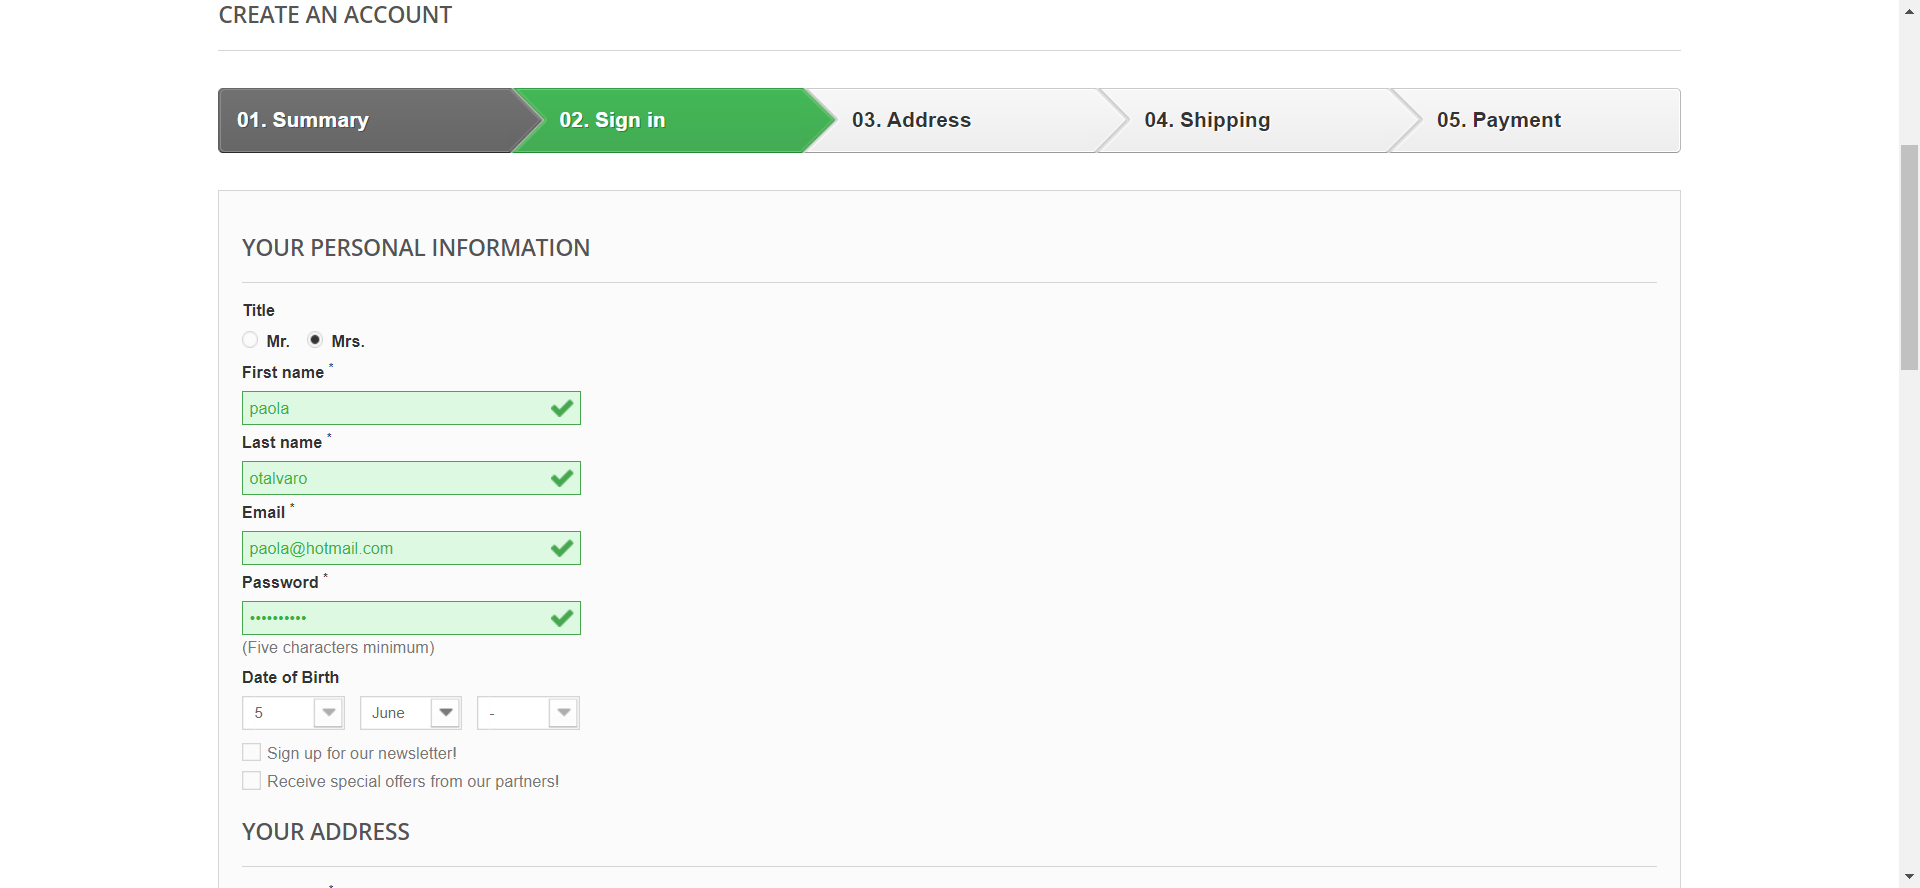 CREATE AN ACCOUNT
01. Summary
02. Sign in
03. Address
04. Shipping
05. Payment
YOUR PERSONAL INFORMATION
Title
Mr. Mrs.
First name *
paola
Last name *
otalvaro
Email *
paola@hotmail.com
Password *
••••••••••
(Five characters minimum)
Date of Birth
5 June -
Sign up for our newsletter!
Receive special offers from our partners!
YOUR ADDRESS
*